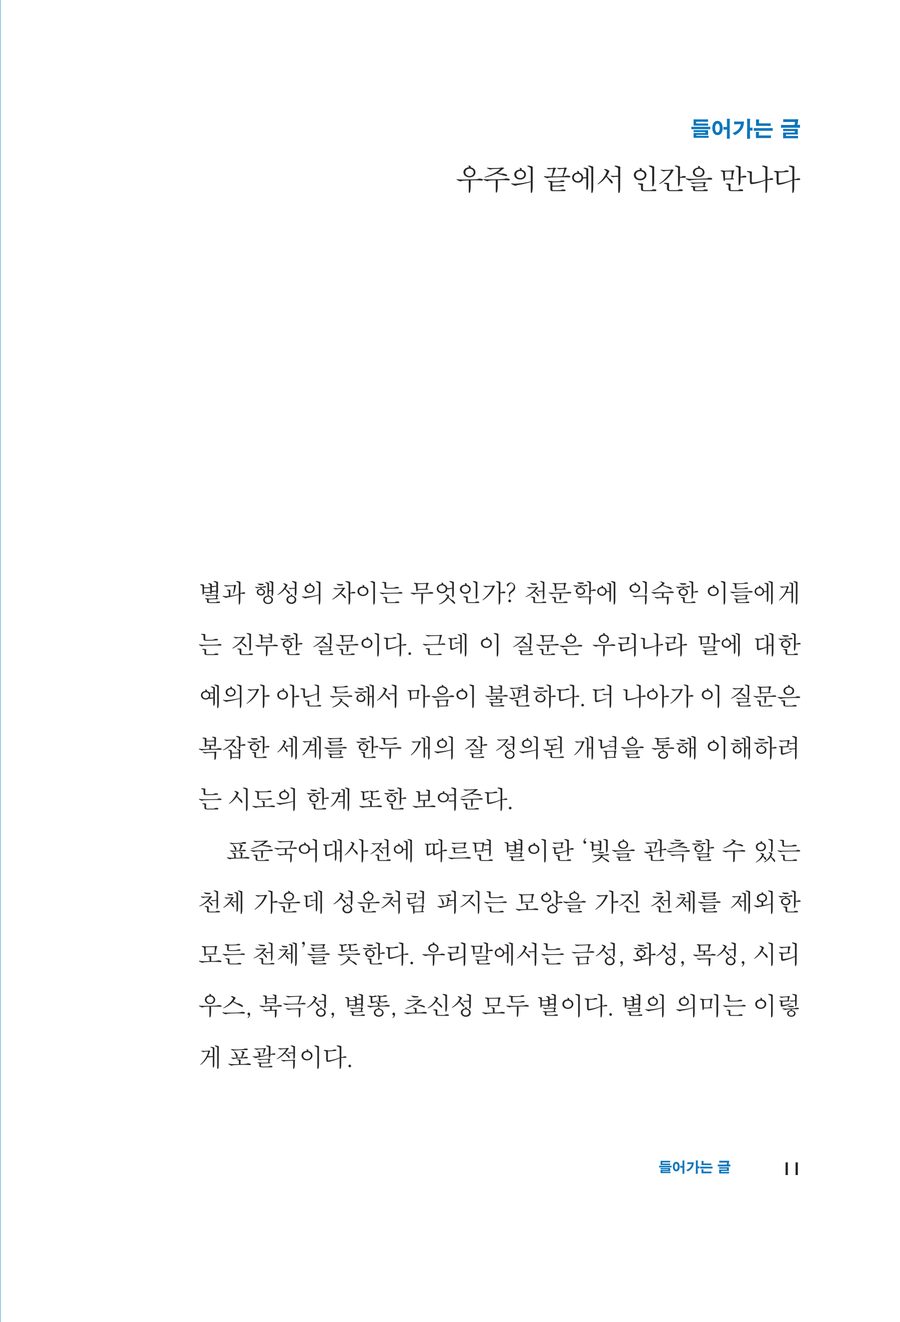 들어가는 글
우주의 끝에서 인간을 만나다
별과 행성의 차이는 무엇인가? 천문학에 익숙한 이들에게
는 진부한 질문이다. 근데 이 질문은 우리나라 말에 대한
예의가 아닌 듯해서 마음이 불편하다. 더 나아가 이 질문은
복잡한 세계를 한두 개의 잘 정의된 개념을 통해 이해하려
는 시도의 한계 또한 보여준다.
표준국어대사전에 따르면 별이란 ‘빛을 관측할 수 있는
천체 가운데 성운처럼 퍼지는 모양을 가진 천체를 제외한
모든 천체’를 뜻한다. 우리말에서는 금성, 화성, 목성, 시리
우스, 북극성, 별똥, 초신성 모두 별이다. 별의 의미는 이렇
게 포괄적이다.
들어가는 글 11